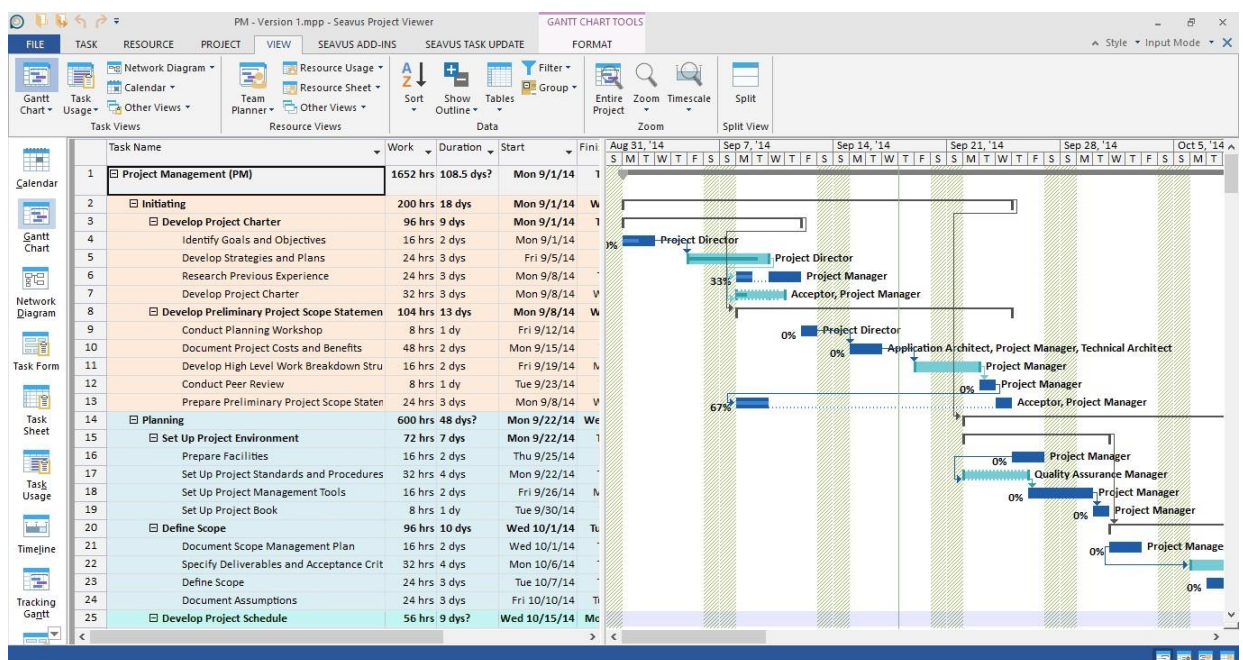 PM - Version 1.mpp - Seavus Project Viewer
GANTT CHART TOOLS
FILE TASK RESOURCE PROJECT VIEW SEAVUS ADD-INS SEAVUS TASK UPDATE FORMAT Style Input Mode
Gantt Chart
Task Usage
Network Diagram
Calendar
Other Views
Task Views
Team Planner
Resource Usage
Resource Sheet
Other Views
Resource Views
Sort
Show Outline
Tables
Filter
Group
Data
Entire Project
Zoom
Timescale
Zoom
Split
Split View
Calendar
Gantt Chart
Network Diagram
Task Form
Task Sheet
Task Usage
Timeline
Tracking Gantt
Task Name Work Duration Start Fini
1 Project Management (PM) 1652 hrs 108.5 dys? Mon 9/1/14
2 Initiating 200 hrs 18 dys Mon 9/1/14 W
3 Develop Project Charter 96 hrs 9 dys Mon 9/1/14
4 Identify Goals and Objectives 16 hrs 2 dys Mon 9/1/14
5 Develop Strategies and Plans 24 hrs 3 dys Fri 9/5/14
6 Research Previous Experience 24 hrs 3 dys Mon 9/8/14
7 Develop Project Charter 32 hrs 3 dys Mon 9/8/14
8 Develop Preliminary Project Scope Statemen 104 hrs 13 dys Mon 9/8/14 W
9 Conduct Planning Workshop 8 hrs 1 dy Fri 9/12/14
10 Document Project Costs and Benefits 48 hrs 2 dys Mon 9/15/14
11 Develop High Level Work Breakdown Stru 16 hrs 2 dys Fri 9/19/14
12 Conduct Peer Review 8 hrs 1 dy Tue 9/23/14
13 Prepare Preliminary Project Scope Staten 24 hrs 3 dys Mon 9/8/14
14 Planning 600 hrs 48 dys? Mon 9/22/14 We
15 Set Up Project Environment 72 hrs 7 dys Mon 9/22/14
16 Prepare Facilities 16 hrs 2 dys Thu 9/25/14
17 Set Up Project Standards and Procedures 32 hrs 4 dys Mon 9/22/14
18 Set Up Project Management Tools 16 hrs 2 dys Fri 9/26/14
19 Set Up Project Book 8 hrs 1 dy Tue 9/30/14
20 Define Scope 96 hrs 10 dys Wed 10/1/14 Tu
21 Document Scope Management Plan 16 hrs 2 dys Wed 10/1/14
22 Specify Deliverables and Acceptance Crit 32 hrs 4 dys Mon 10/6/14
23 Define Scope 24 hrs 3 dys Tue 10/7/14
24 Document Assumptions 24 hrs 3 dys Fri 10/10/14
25 Develop Project Schedule 56 hrs 9 dys? Wed 10/15/14 Mo
Aug 31, '14 Sep 7, '14 Sep 14, '14 Sep 21, '14 Sep 28, '14 Oct 5, '14
S M T W T F S S M T W T F S S M T W T F S S M T W T F S S M T W T F S S M T
Project Director
Project Director
33% Project Manager
Acceptor, Project Manager
0% Project Director
0% Application Architect, Project Manager, Technical Architect
Project Manager
0% Project Manager
67% Acceptor, Project Manager
0% Project Manager
Quality Assurance Manager
0% Project Manager
0% Project Manager
0% Project Manage
0%